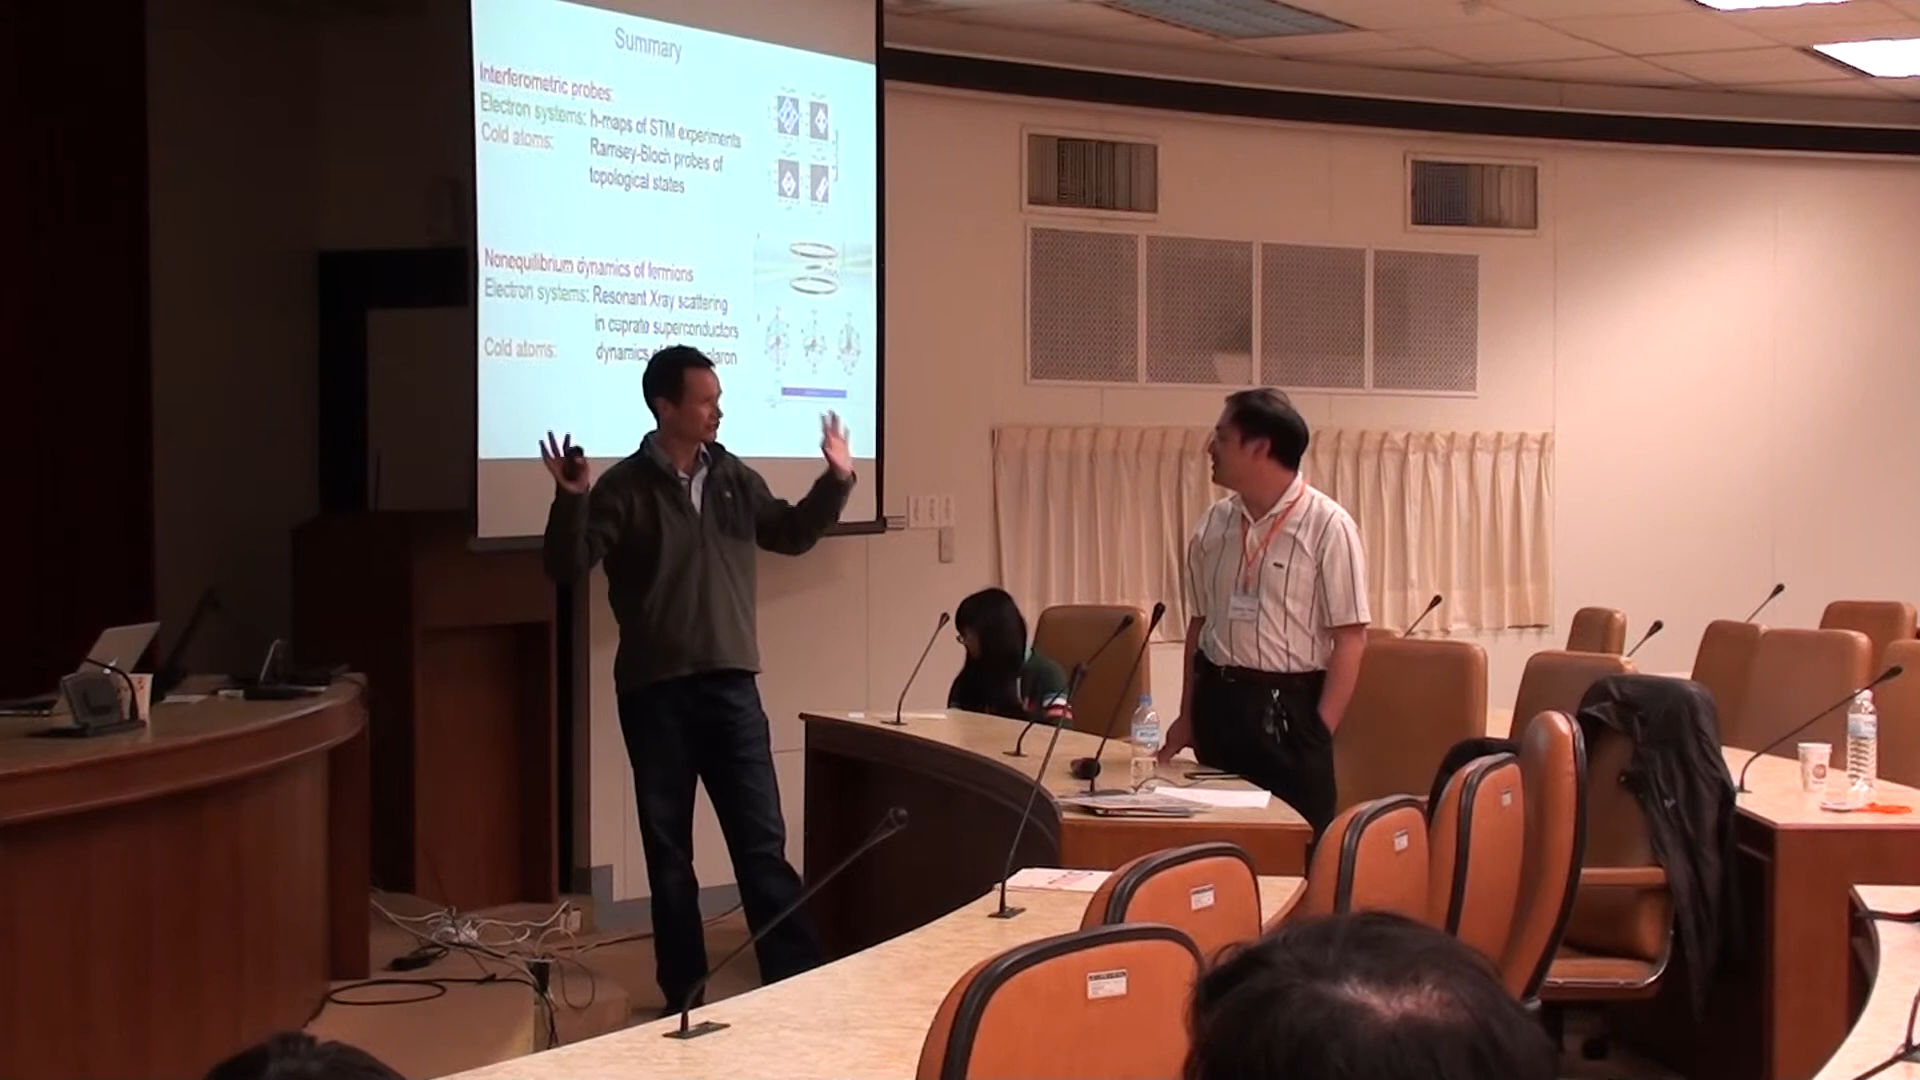 Summary
Interferometric probes:
Electron systems: h-maps of STM experiments
Cold atoms: Ramsey-Bloch probes of
topological states
Nonequilibrium dynamics of fermions
Electron systems: Resonant Xray scattering
in cuprate superconductors
Cold atoms: dynamics